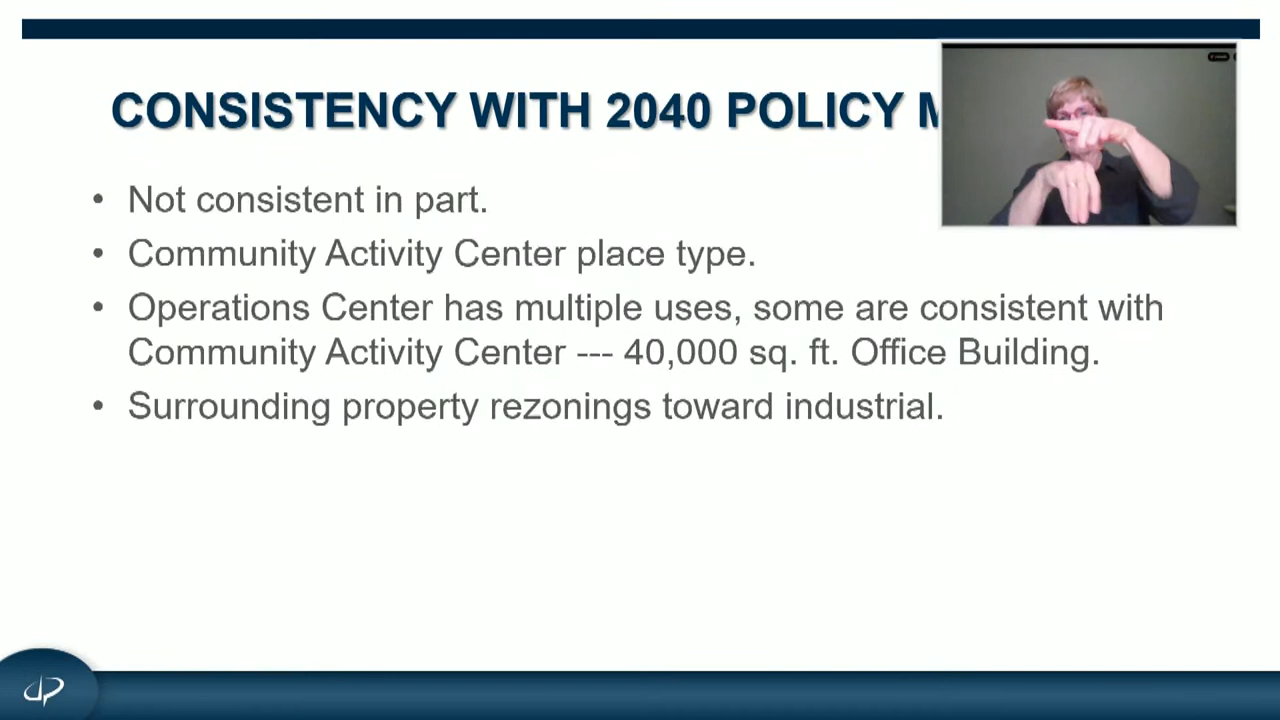 CONSISTENCY WITH 2040 POLICY
• Not consistent in part.
• Community Activity Center place type.
• Operations Center has multiple uses, some are consistent with
Community Activity Center --- 40,000 sq. ft. Office Building.
• Surrounding property rezonings toward industrial.